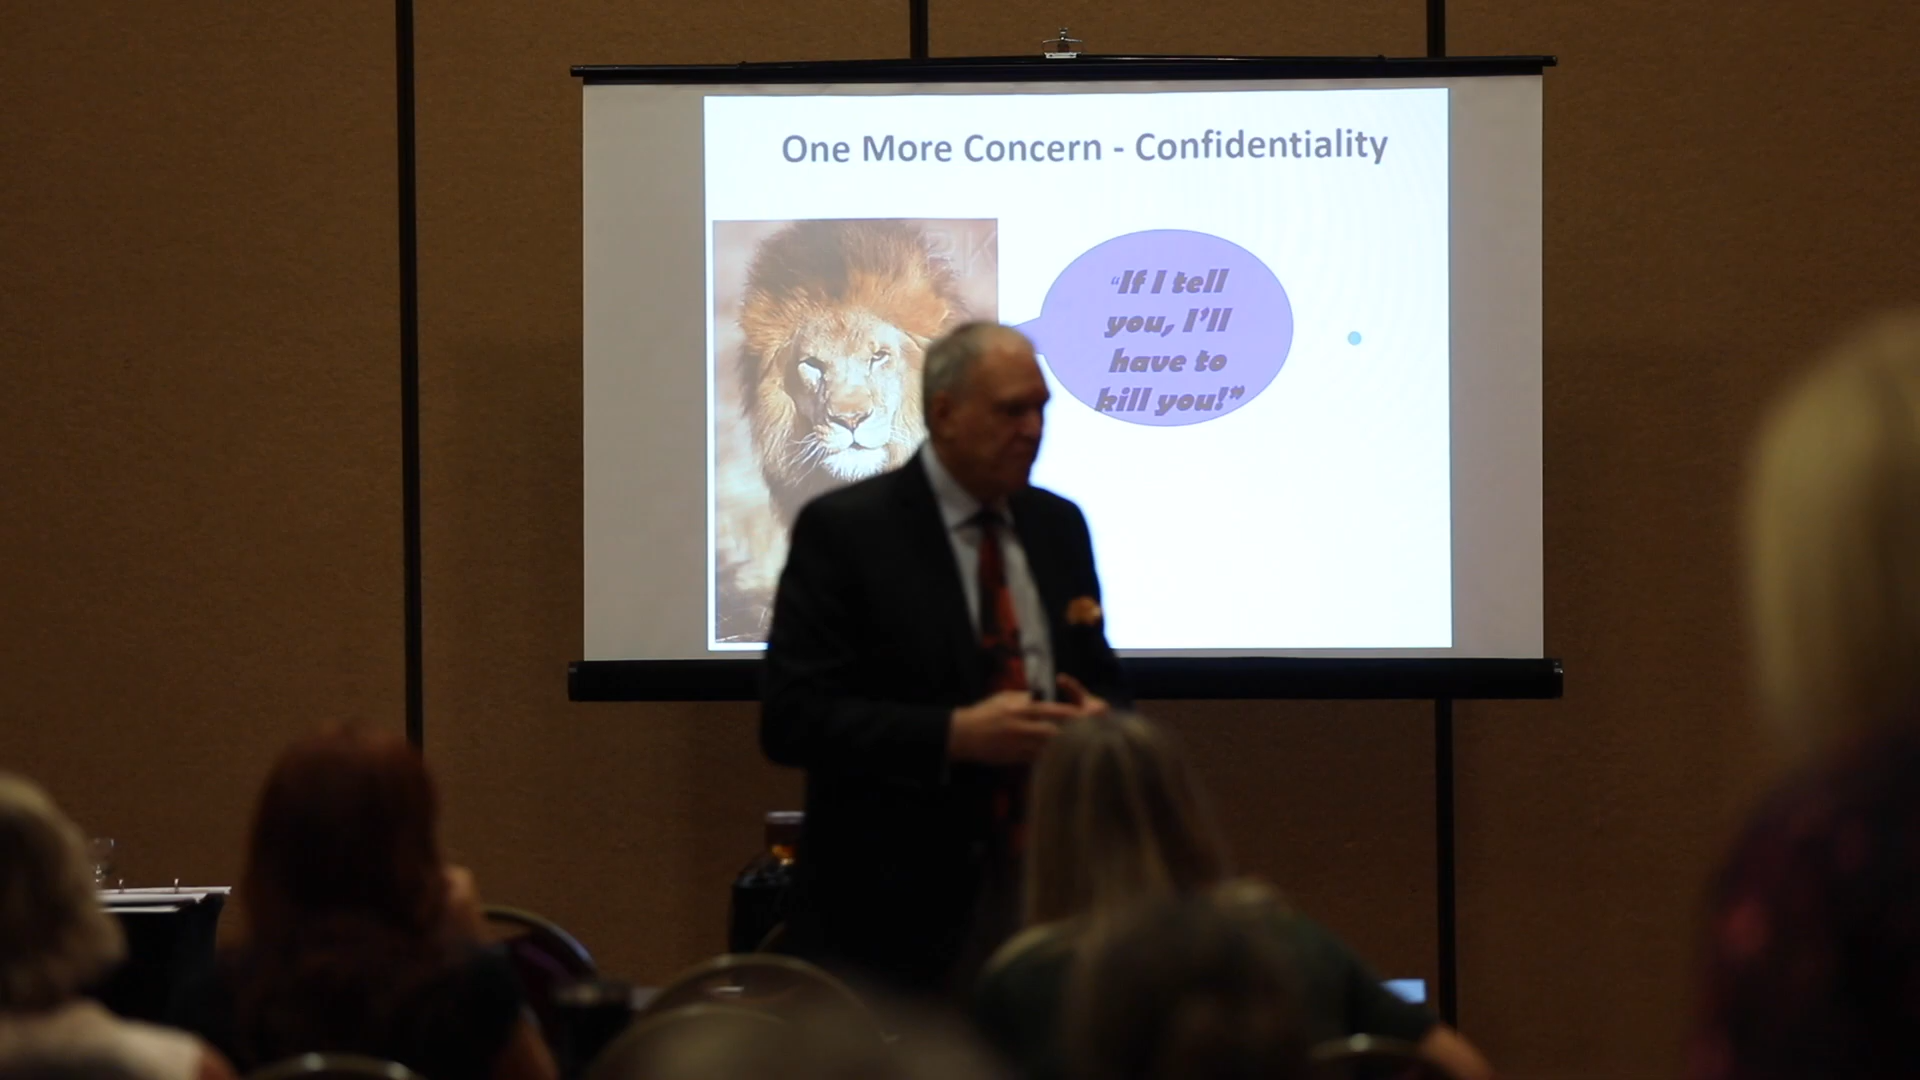 One More Concern - Confidentiality
“If I tell
you, I’ll
have to
kill you!”